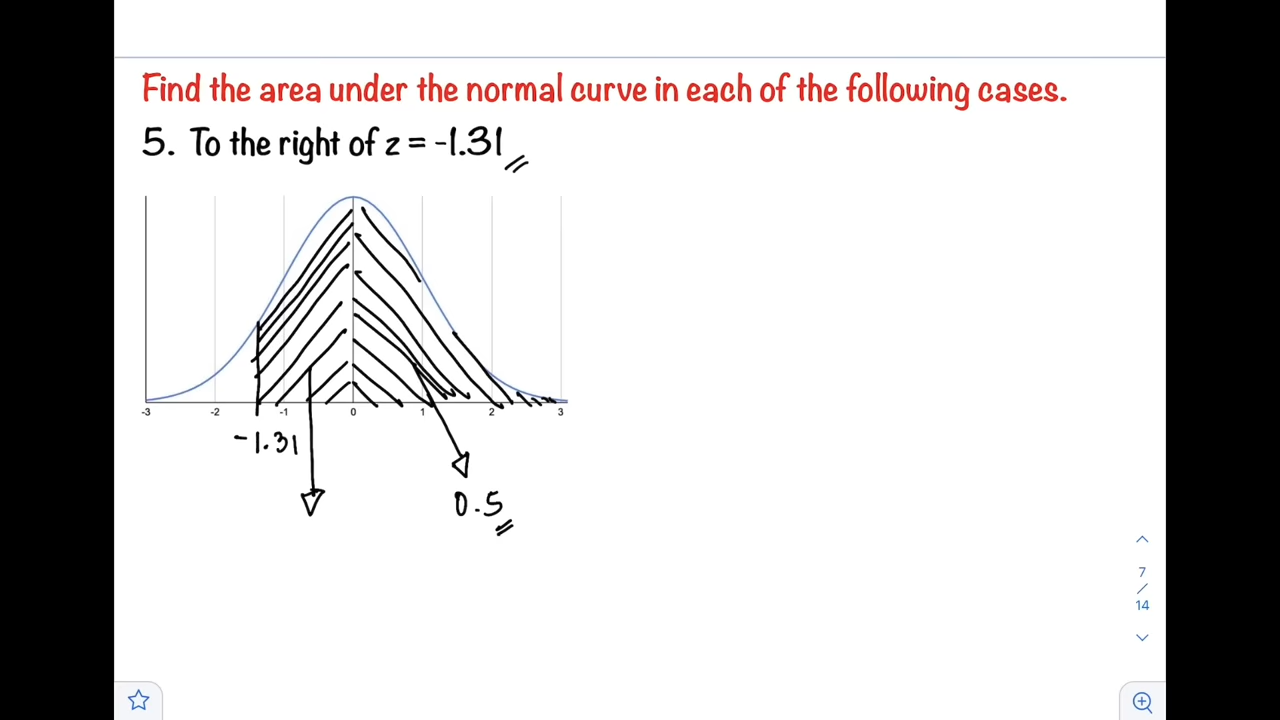 Find the area under the normal curve in each of the following cases.
5. To the right of z = -1.31
-3 -2 -1 0 1 2 3
-1.31
0.5
7
/
14